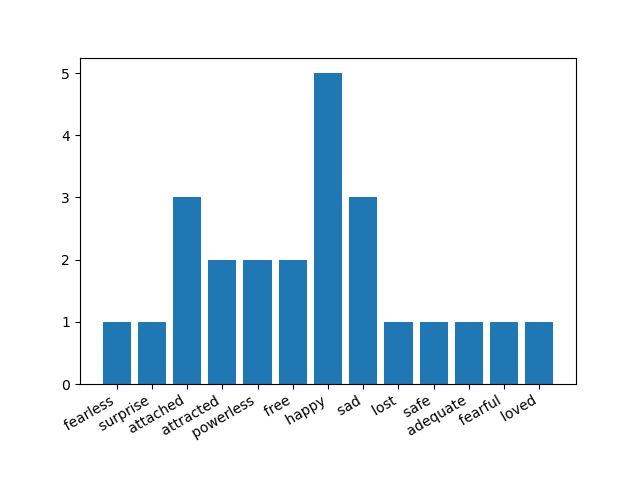 5
4
3
2
1
0
fearless
surprise
attached
attracted
powerless
free
happy
sad
lost
safe
adequate
fearful
loved